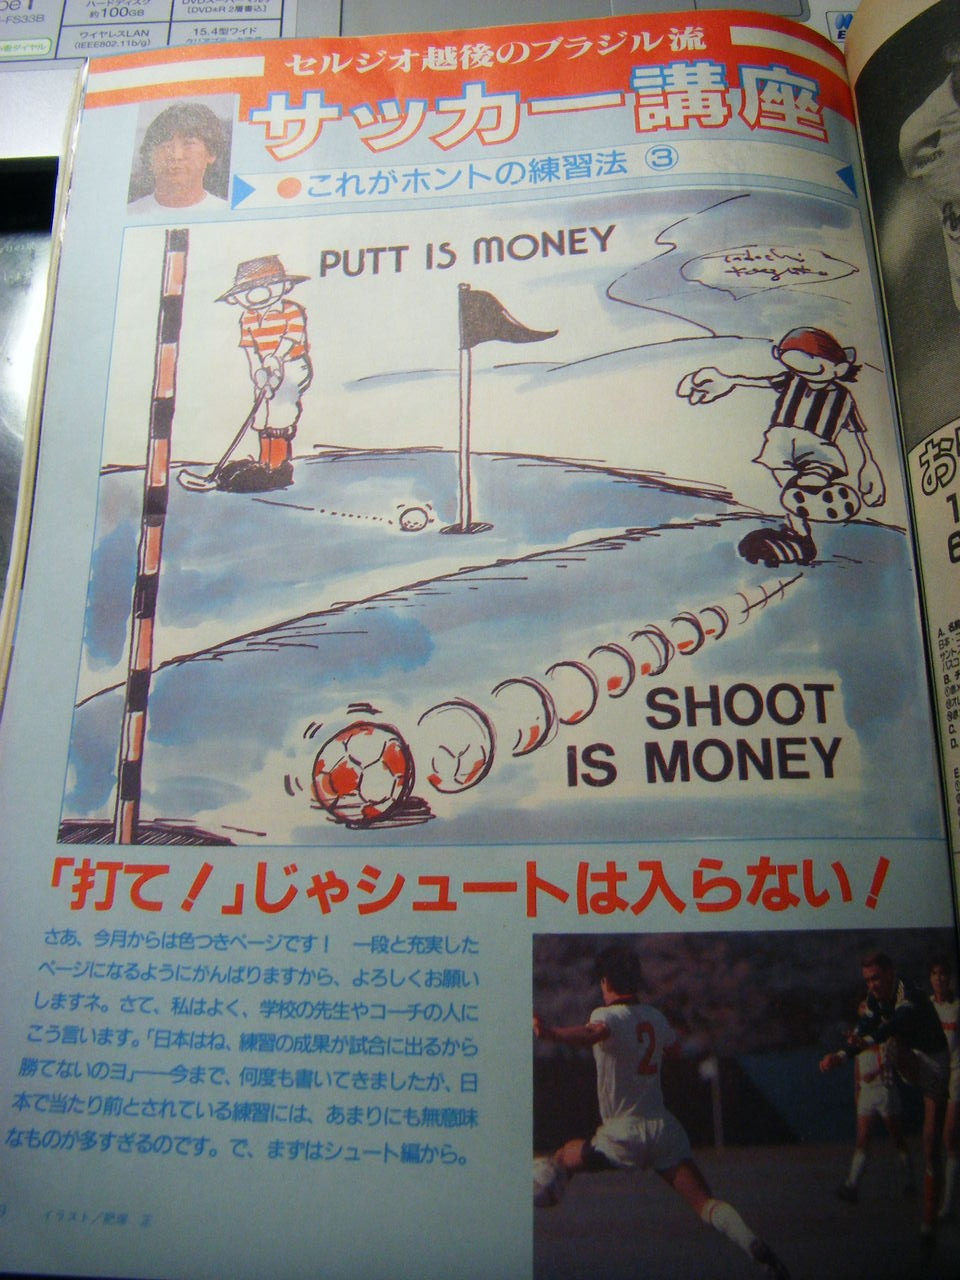 ハードディスク
約100GB
[DVD±R 2層書込]
-FS33B
ワイヤレスLAN
(IEEE802.11b/g)
15.4型ワイド
セルジオ越後のブラジル流
サッカー講座
●これがホントの練習法 ③
PUTT IS MONEY
SHOOT
IS MONEY
「打て!」じゃシュートは入らない!
さあ、今月からは色つきページです! 一段と充実した
ページになるようにがんばりますから、よろしくお願い
しますネ。さて、私はよく、学校の先生やコーチの人に
こう言います。「日本はね、練習の成果が試合に出るから
勝てないのヨ」──今まで、何度も書いてきましたが、日
本で当たり前とされている練習には、あまりにも無意味
なものが多すぎるのです。で、まずはシュート編から。
2
イラスト/肥塚 正